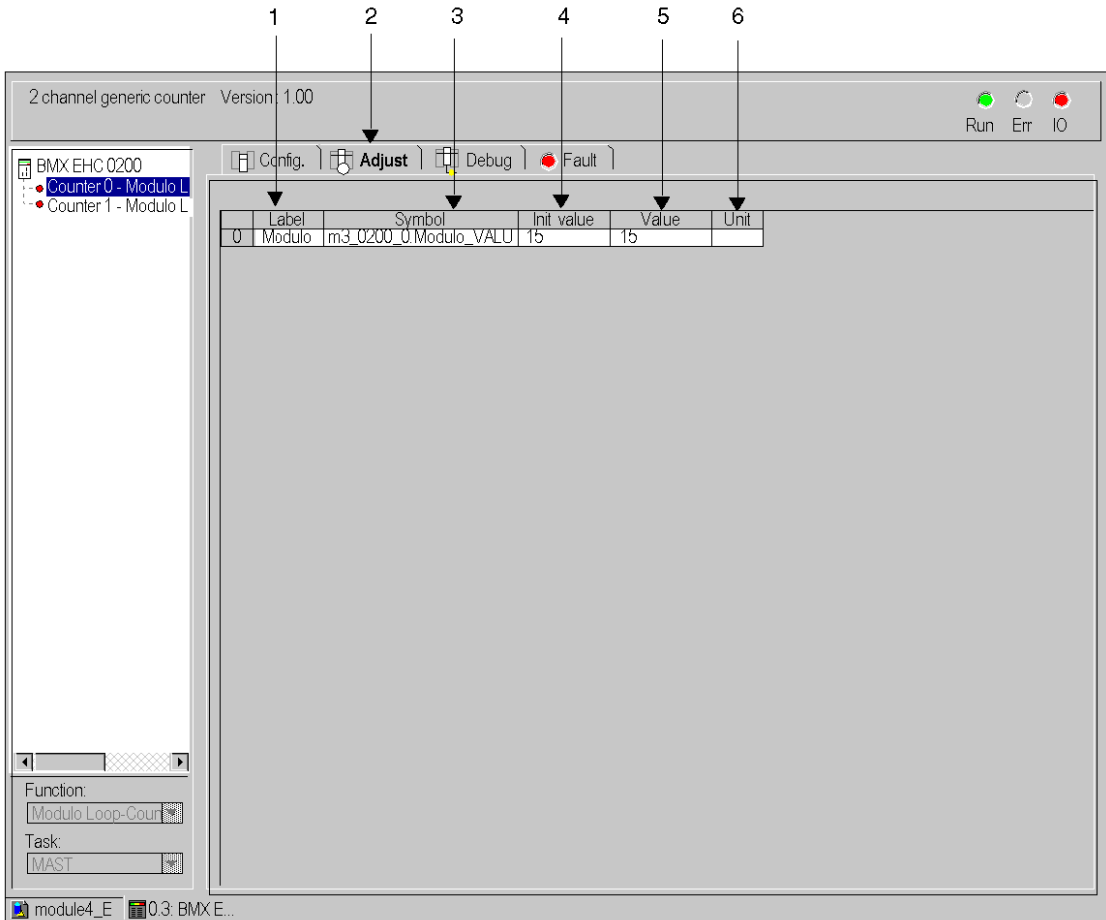 1 2 3 4 5 6
2 channel generic counter Version: 1.00
Run Err IO
BMX EHC 0200
Counter 0 - Modulo L
Counter 1 - Modulo L
Config. Adjust Debug Fault
Label Symbol Init value Value Unit
0 Modulo m3_0200_0.Modulo_VALU 15 15
Function:
Modulo Loop-Coun
Task:
MAST
module4_E 0.3: BMX E...